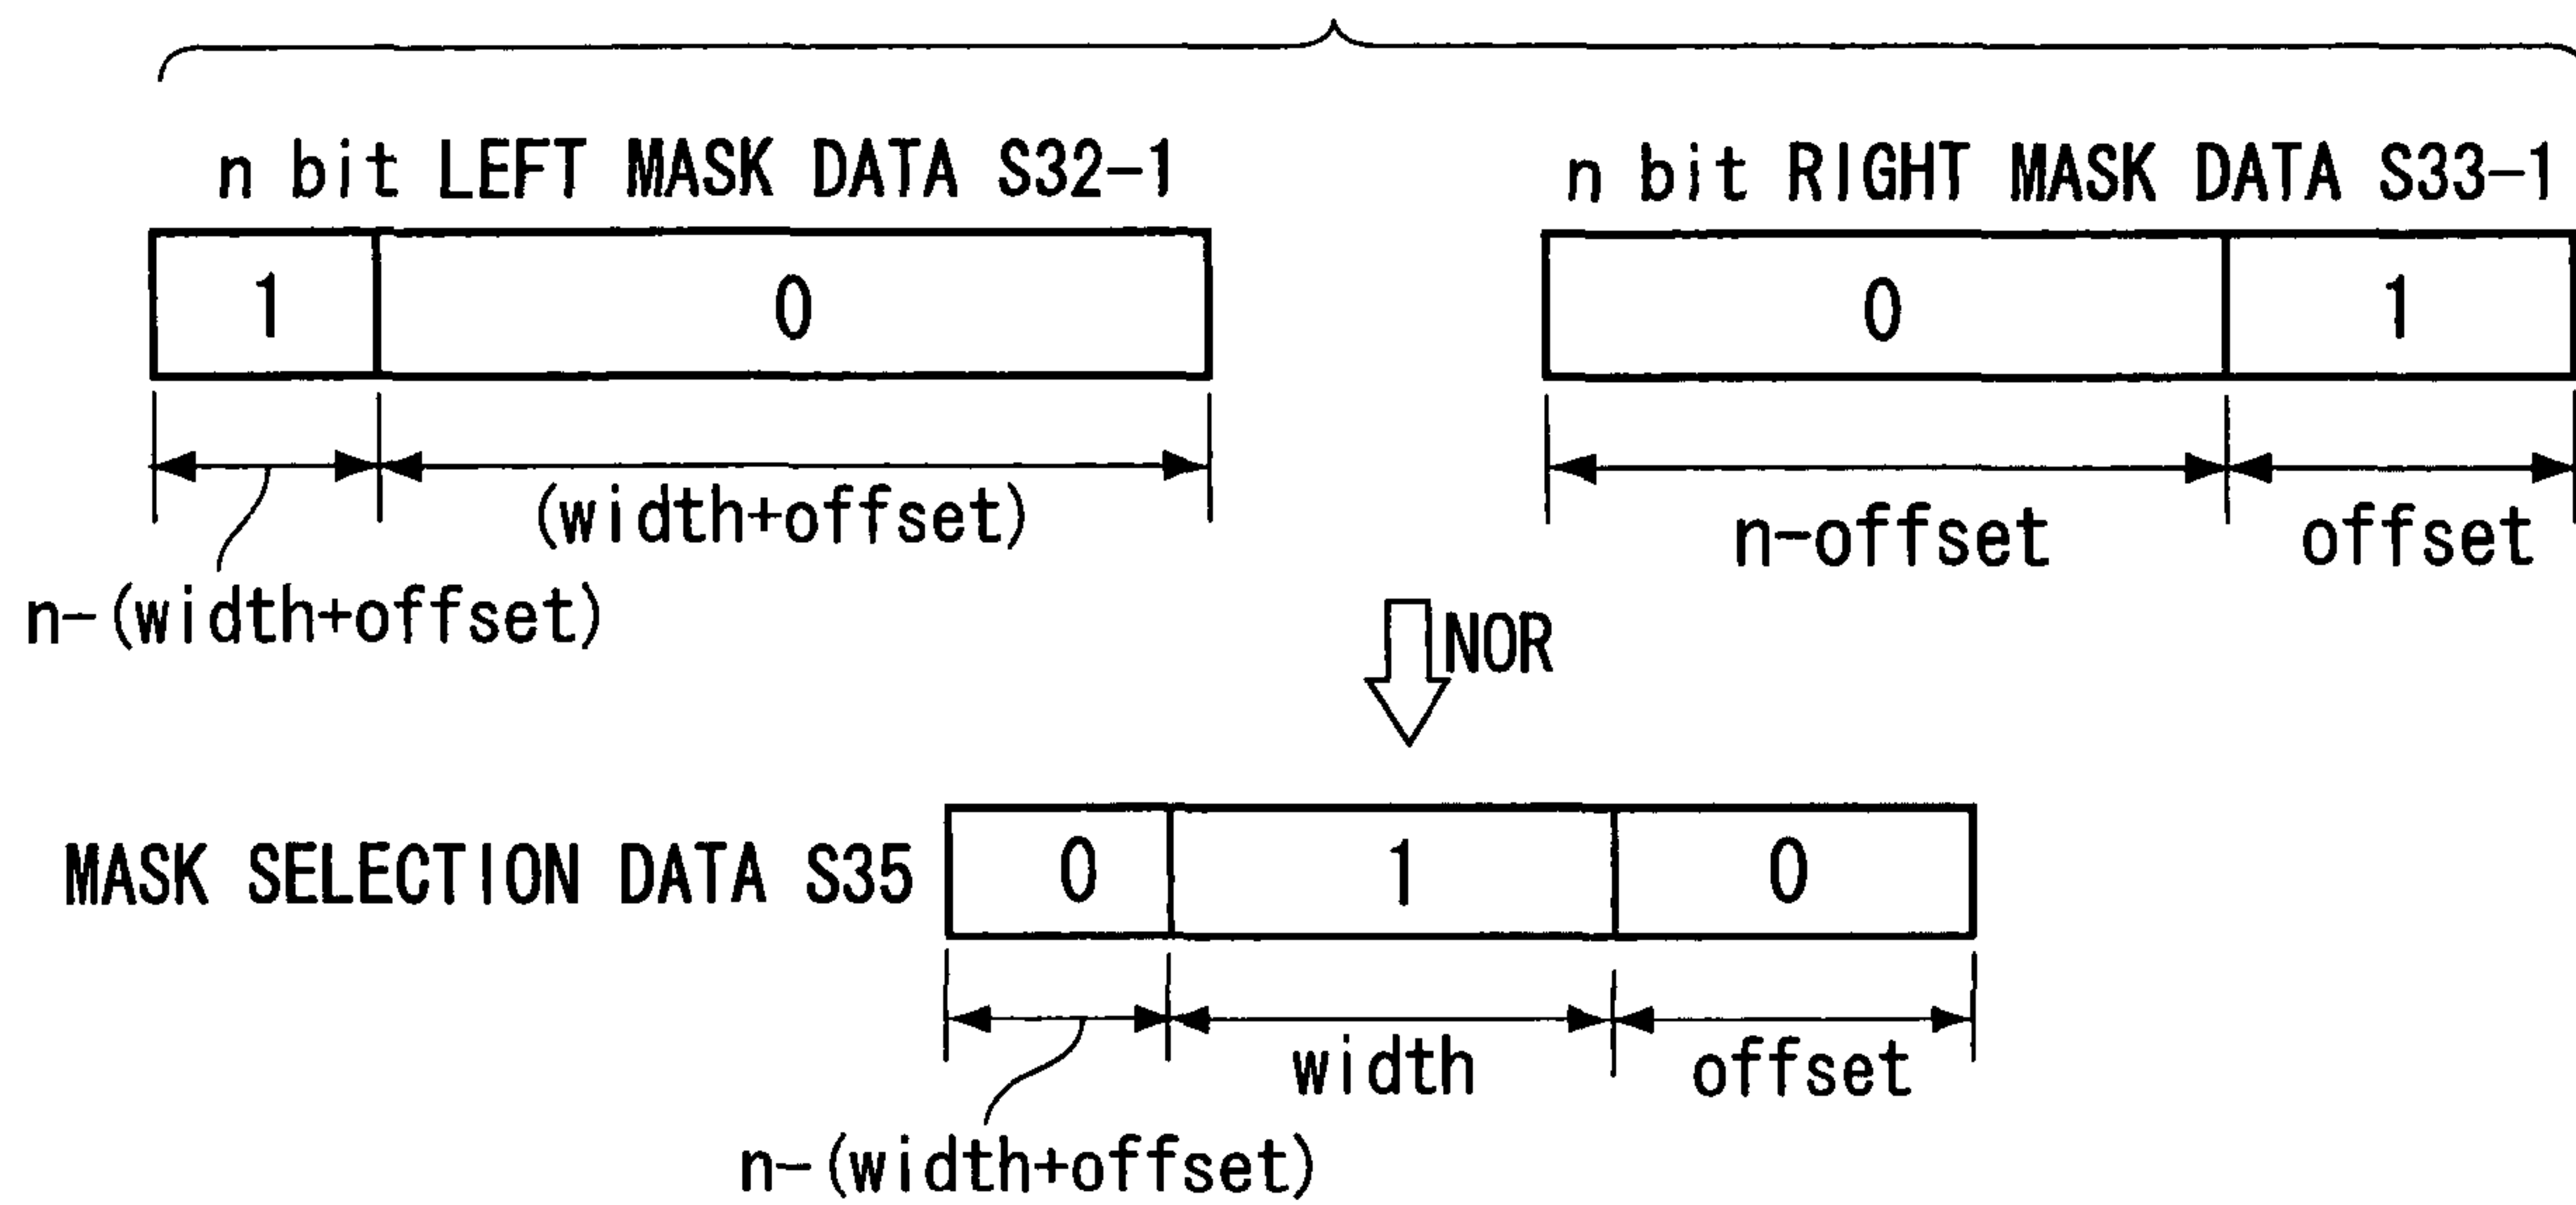 n bit LEFT MASK DATA S32-1
n bit RIGHT MASK DATA S33-1
1
0
0
1
(width+offset)
n-offset
offset
n-(width+offset)
NOR
MASK SELECTION DATA S35
0
1
0
width
offset
n-(width+offset)